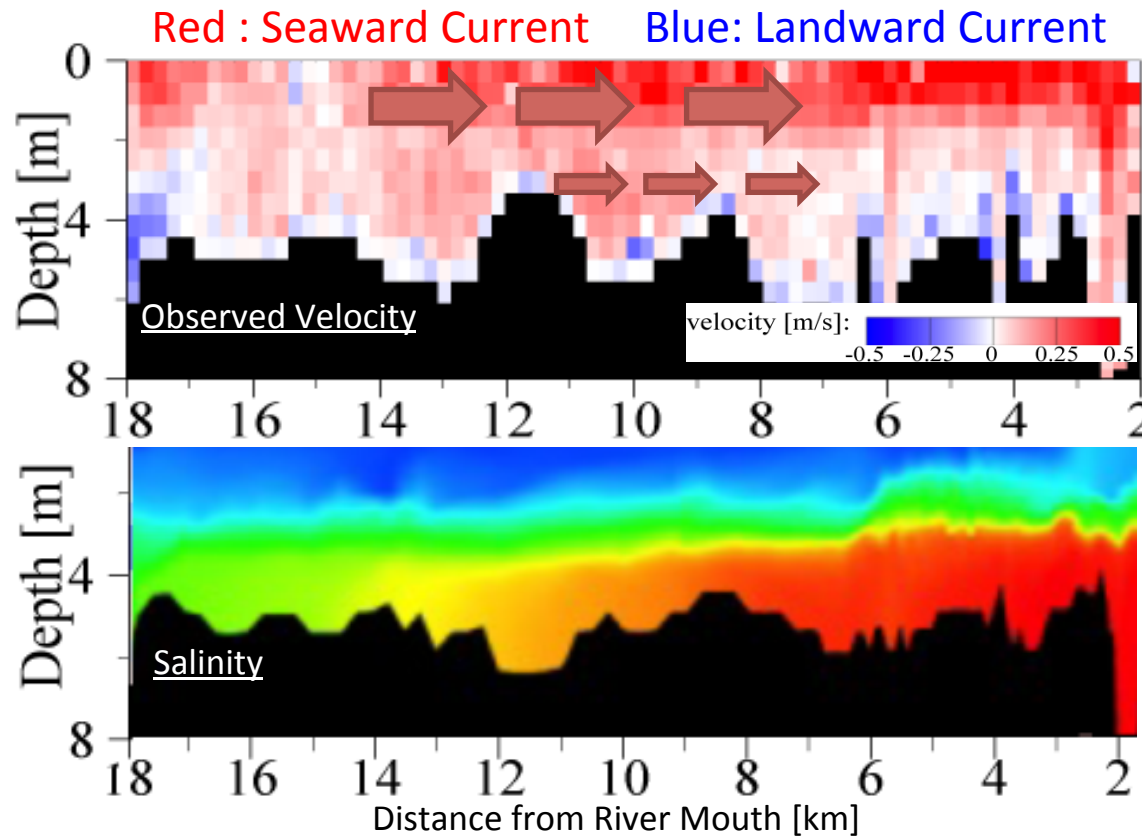 Red : Seaward Current Blue: Landward Current
0
4
8
Depth [m]
Observed Velocity
velocity [m/s]:
-0.5 -0.25 0 0.25 0.5
18 16 14 12 10 8 6 4 2
4
8
Depth [m]
Salinity
18 16 14 12 10 8 6 4 2
Distance from River Mouth [km]